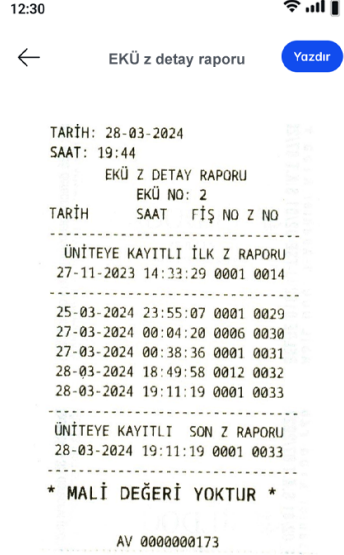 12:30
EKÜ z detay raporu
Yazdır
TARİH: 28-03-2024
SAAT: 19:44
EKÜ Z DETAY RAPORU
EKÜ NO: 2
TARİH SAAT FİŞ NO Z NO
ÜNİTEYE KAYITLI İLK Z RAPORU
27-11-2023 14:33:29 0001 0014
25-03-2024 23:55:07 0001 0029
27-03-2024 00:04:20 0006 0030
27-03-2024 00:38:36 0001 0031
28-03-2024 18:49:58 0012 0032
28-03-2024 19:11:19 0001 0033
ÜNİTEYE KAYITLI SON Z RAPORU
28-03-2024 19:11:19 0001 0033
* MALİ DEĞERİ YOKTUR *
AV 0000000173